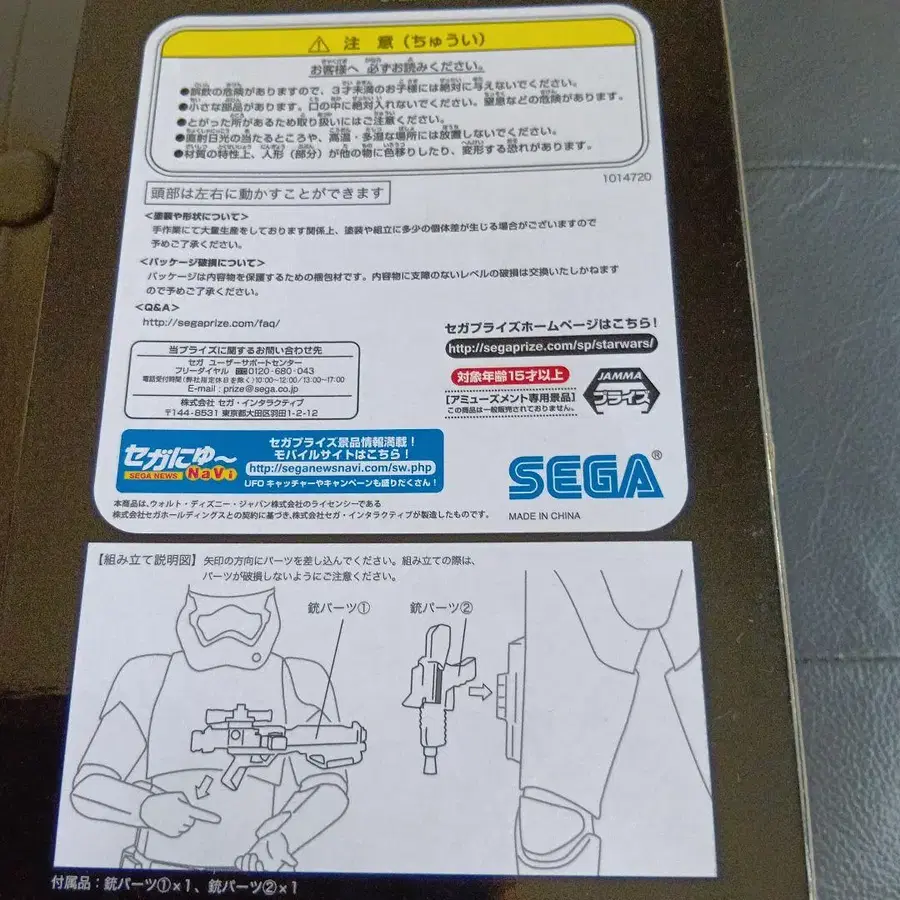 注 意 (ちゅうい)
お客様へ 必ずお読みください。
●誤飲の危険がありますので、3才未満のお子様には絶対に与えないでください。
●小さな部品があります。口の中に絶対入れないでください。窒息などの危険があります。
●とがった所があるため取り扱いにはご注意ください。
●直射日光の当たるところや、高温・多湿な場所には放置しないでください。
●材質の特性上、人形(部分)が他の物に色移りしたり、変形する恐れがあります。
1014720
頭部は左右に動かすことができます
<塗装や形状について>
手作業にて大量生産をしております関係上、塗装や組立に多少の個体差が生じる場合がございますので
予めご了承ください。
<パッケージ破損について>
パッケージは内容物を保護するための梱包材です。内容物に支障のないレベルの破損は交換いたしかねます
ので予めご了承ください。
<Q&A>
http://segaprize.com/faq/
セガプライズホームページはこちら!
http://segaprize.com/sp/starwars/
当プライズに関するお問い合わせ先
セガ ユーザーサポートセンター
フリーダイヤル 0120-680-043
電話受付時間(弊社指定休日を除く)10:00~12:00/13:00~17:00
E-mail : prize@sega.co.jp
株式会社 セガ・インタラクティブ
〒144-8531 東京都大田区羽田1-2-12
対象年齢15才以上
[アミューズメント専用景品]
この商品は一般販売されておりません。
JAMMA
プライズ
セガにゅ~
SEGA NEWS NaVi
セガプライズ景品情報満載!
モバイルサイトはこちら!
http://seganewsnavi.com/sw.php
UFOキャッチャーやキャンペーンも盛りだくさん!
SEGA®
MADE IN CHINA
本商品は、ウォルト・ディズニー・ジャパン株式会社のライセンシーである
株式会社セガホールディングスとの契約に基づき、株式会社セガ・インタラクティブが製造したものです。
【組み立て説明図】矢印の方向にパーツを差し込んでください。組み立ての際は、
パーツが破損しないようにご注意ください。
銃パーツ①
銃パーツ②
付属品:銃パーツ①×1、銃パーツ②×1